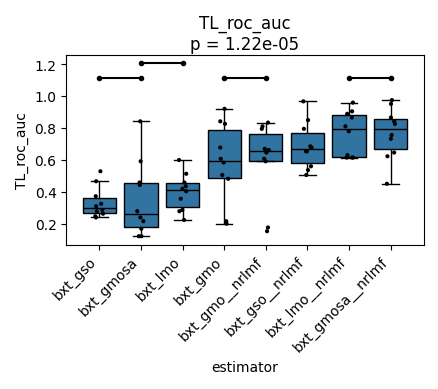 TL_roc_auc
p = 1.22e-05
TL_roc_auc
1.2
1.0
0.8
0.6
0.4
0.2
bxt_gso
bxt_gmosa
bxt_lmo
bxt_gmo
bxt_gmo__nrlmf
bxt_gso__nrlmf
bxt_lmo__nrlmf
bxt_gmosa__nrlmf
estimator